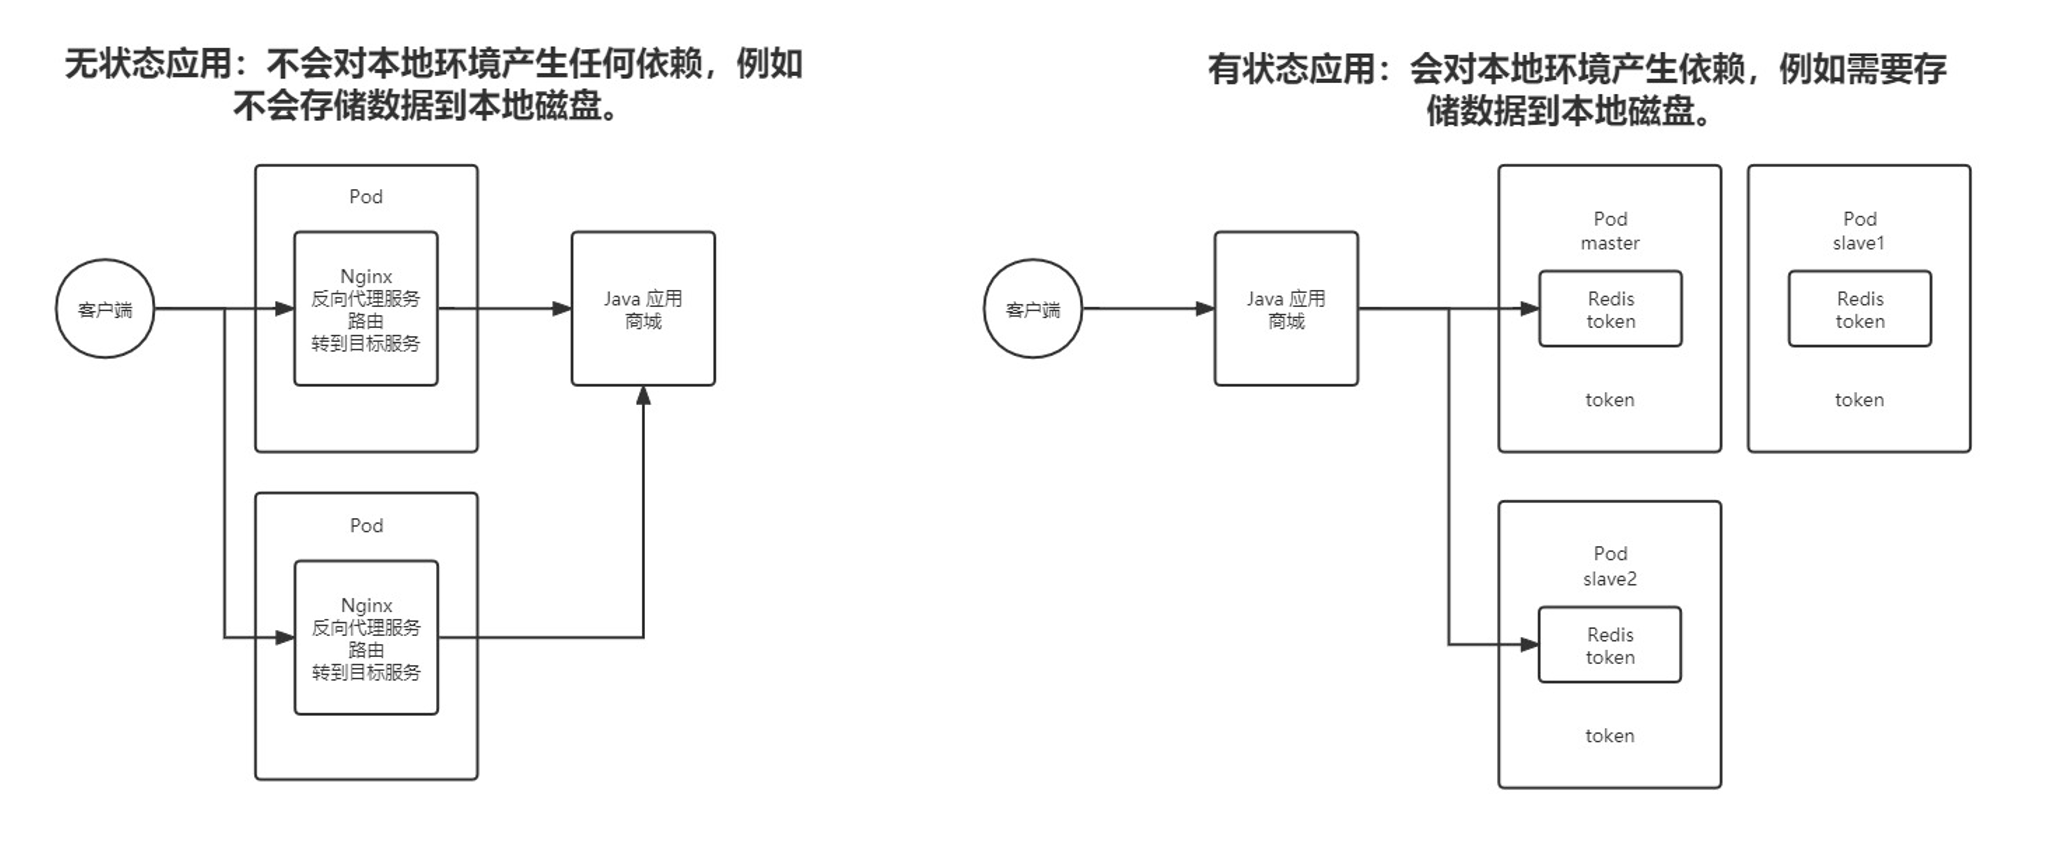 无状态应用：不会对本地环境产生任何依赖，例如
不会存储数据到本地磁盘。
Pod
Nginx
反向代理服务
路由
转到目标服务
客户端
Java 应用
商城
Pod
Nginx
反向代理服务
路由
转到目标服务
有状态应用：会对本地环境产生依赖，例如需要存
储数据到本地磁盘。
客户端
Java 应用
商城
Pod
master
Redis
token
token
Pod
slave1
Redis
token
token
Pod
slave2
Redis
token
token